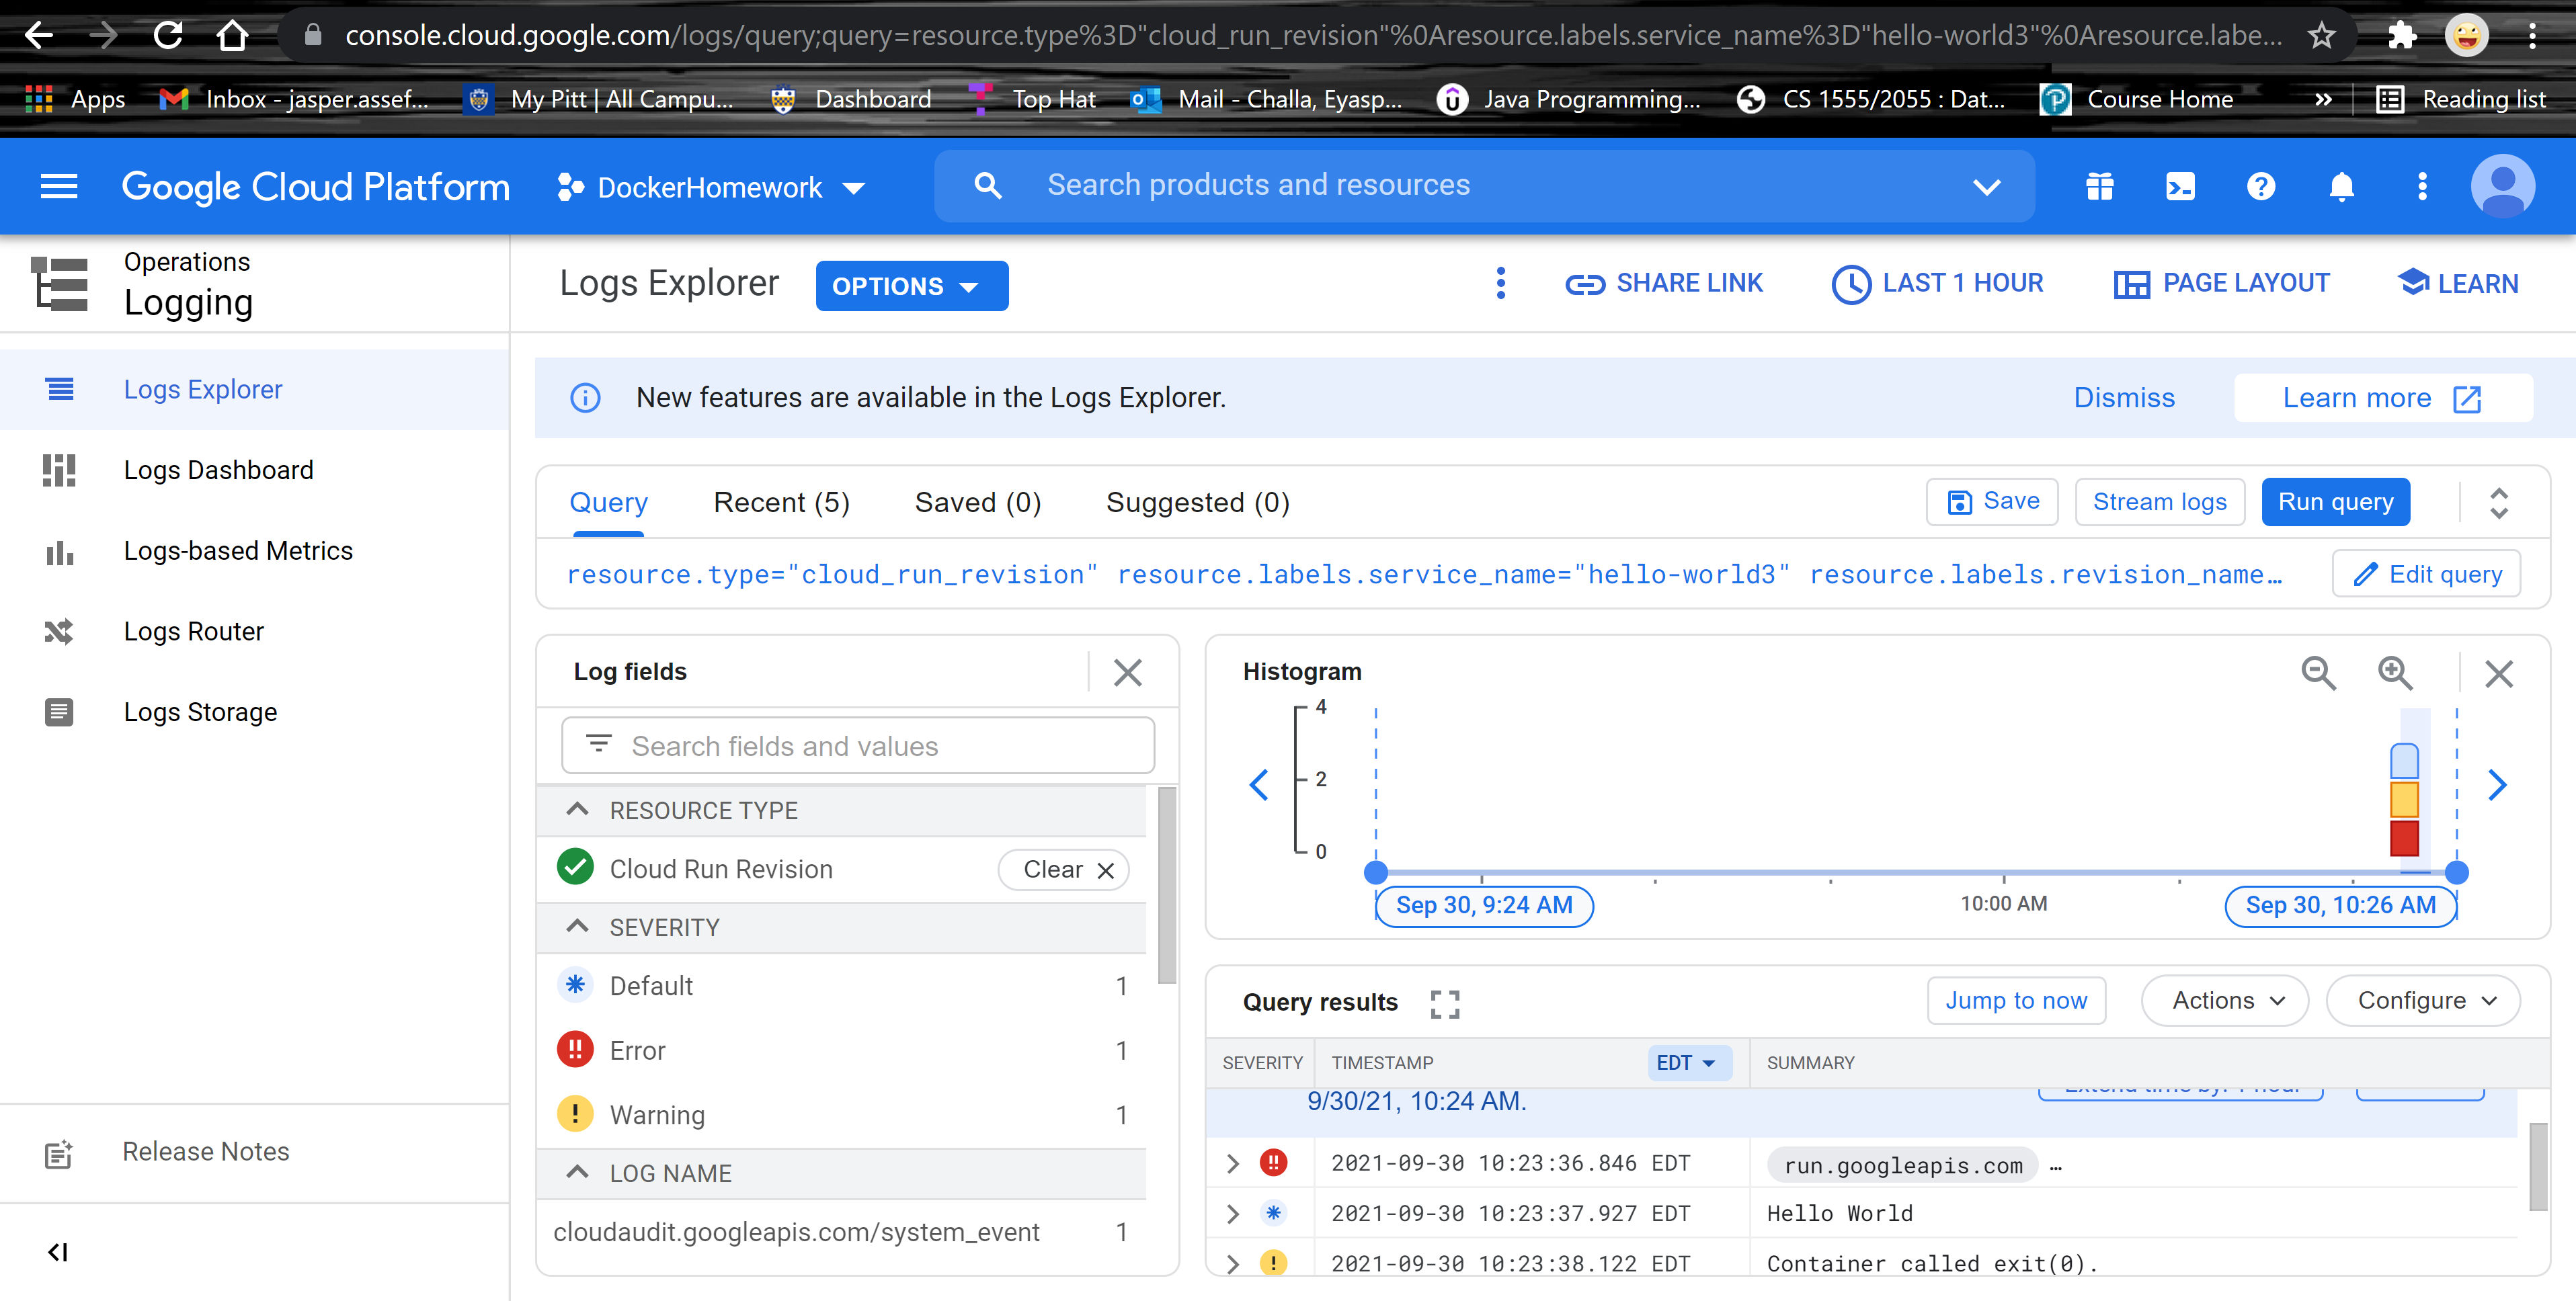 console.cloud.google.com/logs/query;query=resource.type%3D"cloud_run_revision"%0Aresource.labels.service_name%3D"hello-world3"%0Aresource.labe...
Apps
Inbox - jasper.assef...
My Pitt | All Campu...
Dashboard
Top Hat
Mail - Challa, Eyasp...
Java Programming...
CS 1555/2055 : Dat...
Course Home
»
Reading list
Google Cloud Platform
DockerHomework
Search products and resources
Operations
Logging
Logs Explorer
OPTIONS
SHARE LINK
LAST 1 HOUR
PAGE LAYOUT
LEARN
Logs Explorer
Logs Dashboard
Logs-based Metrics
Logs Router
Logs Storage
Release Notes
New features are available in the Logs Explorer.
Dismiss
Learn more
Query
Recent (5)
Saved (0)
Suggested (0)
Save
Stream logs
Run query
resource.type="cloud_run_revision" resource.labels.service_name="hello-world3" resource.labels.revision_name…
Edit query
Log fields
Search fields and values
RESOURCE TYPE
Cloud Run Revision
Clear
SEVERITY
Default 1
Error 1
Warning 1
LOG NAME
cloudaudit.googleapis.com/system_event 1
Histogram
4
2
0
Sep 30, 9:24 AM
10:00 AM
Sep 30, 10:26 AM
Query results
Jump to now
Actions
Configure
SEVERITY
TIMESTAMP
EDT
SUMMARY
Extend time by: 1 hour
9/30/21, 10:24 AM.
2021-09-30 10:23:36.846 EDT run.googleapis.com …
2021-09-30 10:23:37.927 EDT Hello World
2021-09-30 10:23:38.122 EDT Container called exit(0).